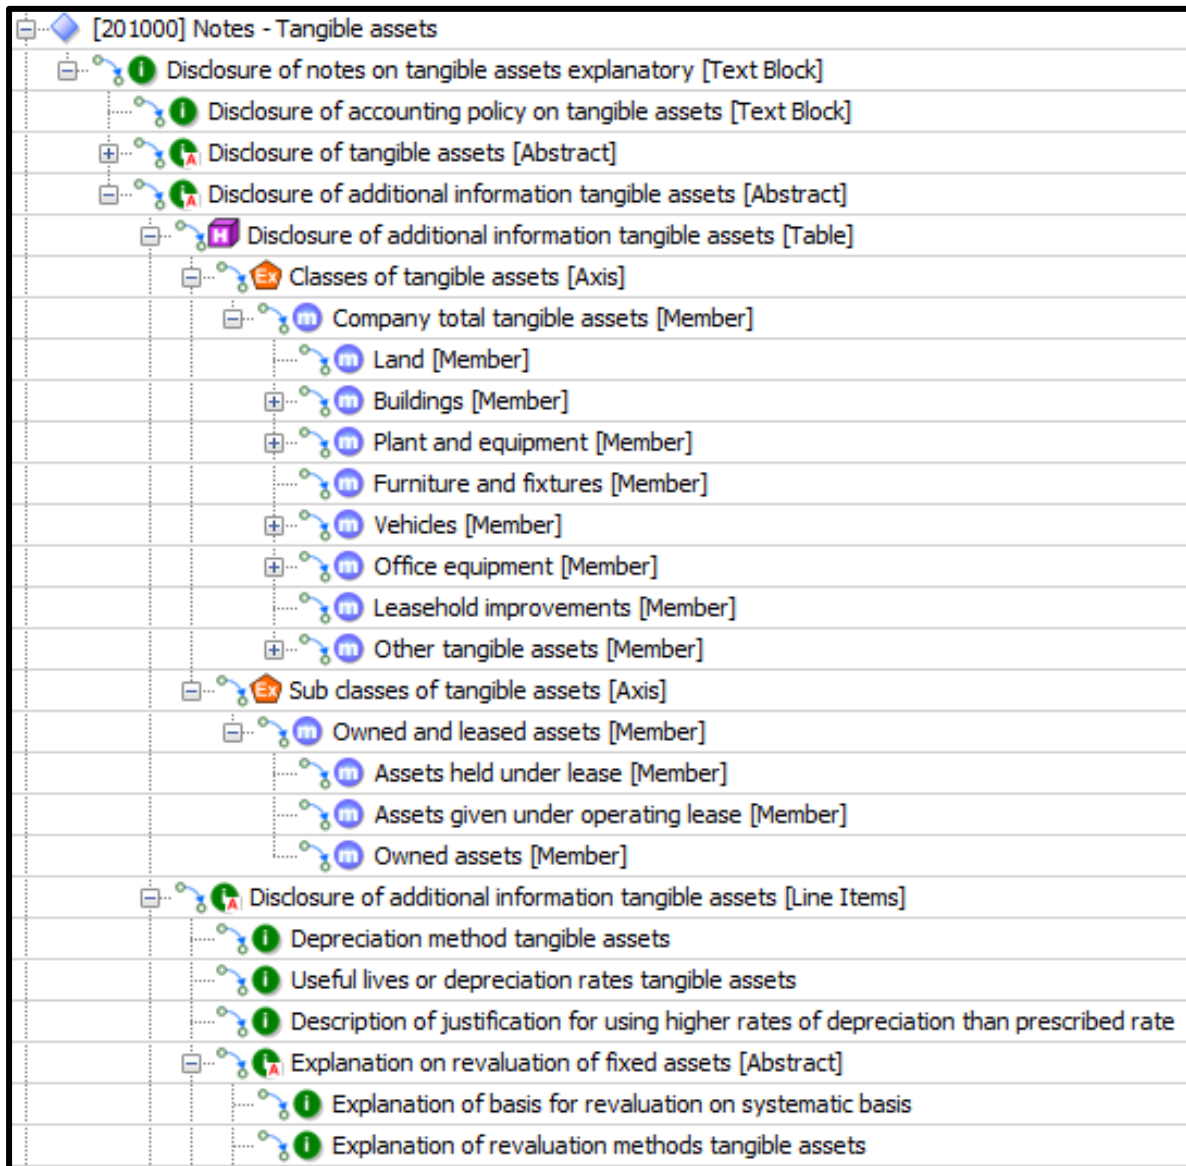 [201000] Notes - Tangible assets
Disclosure of notes on tangible assets explanatory [Text Block]
Disclosure of accounting policy on tangible assets [Text Block]
Disclosure of tangible assets [Abstract]
Disclosure of additional information tangible assets [Abstract]
Disclosure of additional information tangible assets [Table]
Classes of tangible assets [Axis]
Company total tangible assets [Member]
Land [Member]
Buildings [Member]
Plant and equipment [Member]
Furniture and fixtures [Member]
Vehicles [Member]
Office equipment [Member]
Leasehold improvements [Member]
Other tangible assets [Member]
Sub classes of tangible assets [Axis]
Owned and leased assets [Member]
Assets held under lease [Member]
Assets given under operating lease [Member]
Owned assets [Member]
Disclosure of additional information tangible assets [Line Items]
Depreciation method tangible assets
Useful lives or depreciation rates tangible assets
Description of justification for using higher rates of depreciation than prescribed rate
Explanation on revaluation of fixed assets [Abstract]
Explanation of basis for revaluation on systematic basis
Explanation of revaluation methods tangible assets